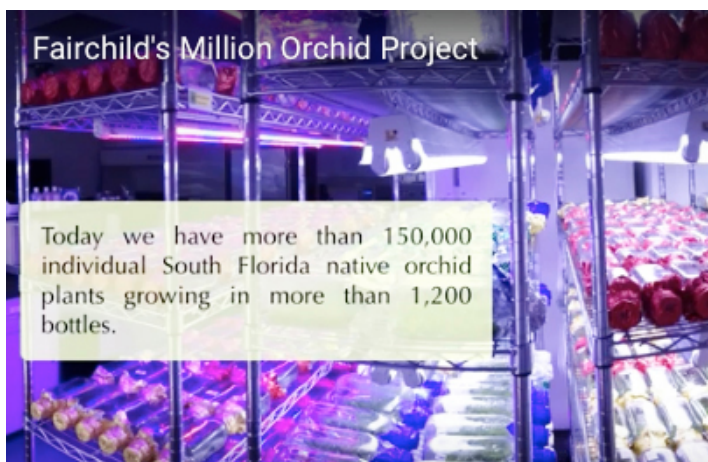 Fairchild's Million Orchid Project
Today we have more than 150,000
individual South Florida native orchid
plants growing in more than 1,200
bottles.